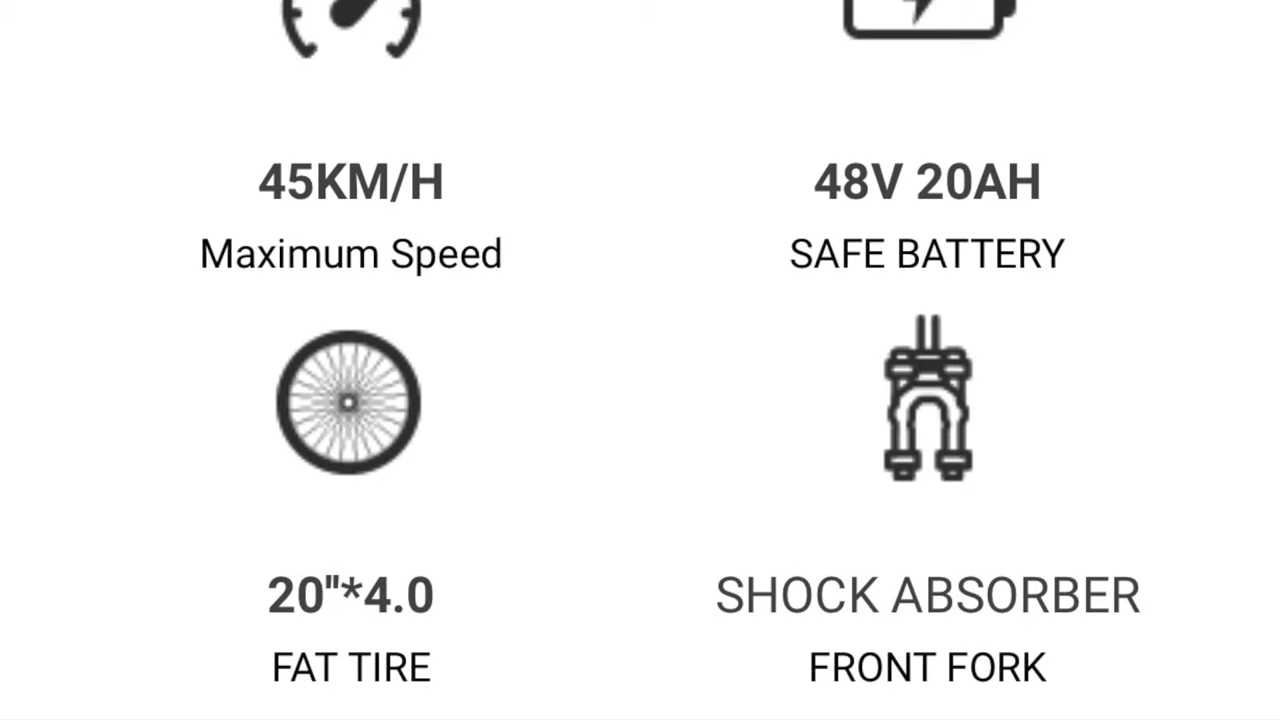 45KM/H
Maximum Speed
48V 20AH
SAFE BATTERY
20"*4.0
FAT TIRE
SHOCK ABSORBER
FRONT FORK